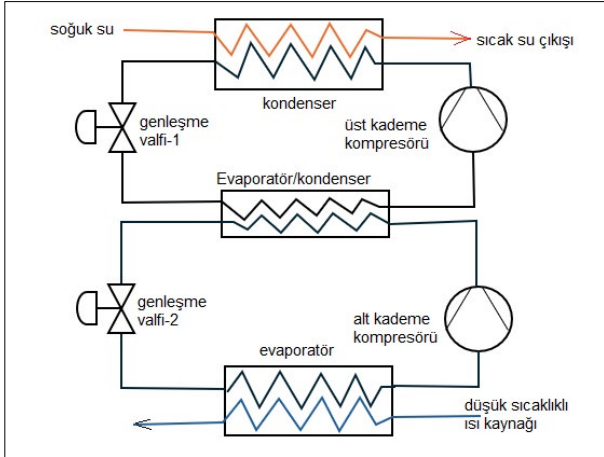 soğuk su
sıcak su çıkışı
kondenser
genleşme
valfi-1
üst kademe
kompresörü
Evaporatör/kondenser
genleşme
valfi-2
alt kademe
kompresörü
evaporatör
düşük sıcaklıklı
ısı kaynağı